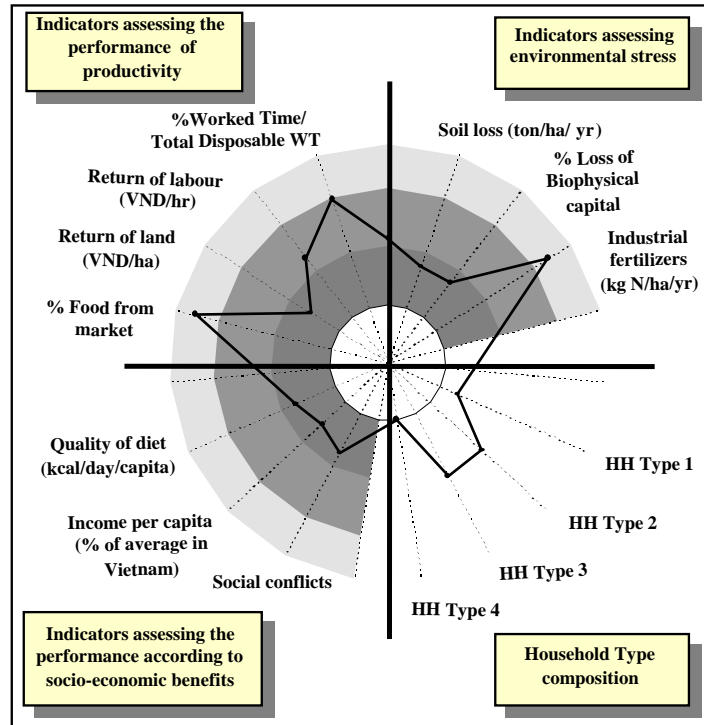 Indicators assessing the
performance of
productivity
Indicators assessing
environmental stress
%Worked Time/
Total Disposable WT
Return of labour
(VND/hr)
Return of land
(VND/ha)
% Food from
market
Soil loss (ton/ha/ yr)
% Loss of
Biophysical
capital
Industrial
fertilizers
(kg N/ha/yr)
Quality of diet
(kcal/day/capita)
Income per capita
(% of average in
Vietnam)
Social conflicts
HH Type 1
HH Type 2
HH Type 3
HH Type 4
Indicators assessing the
performance according to
socio-economic benefits
Household Type
composition